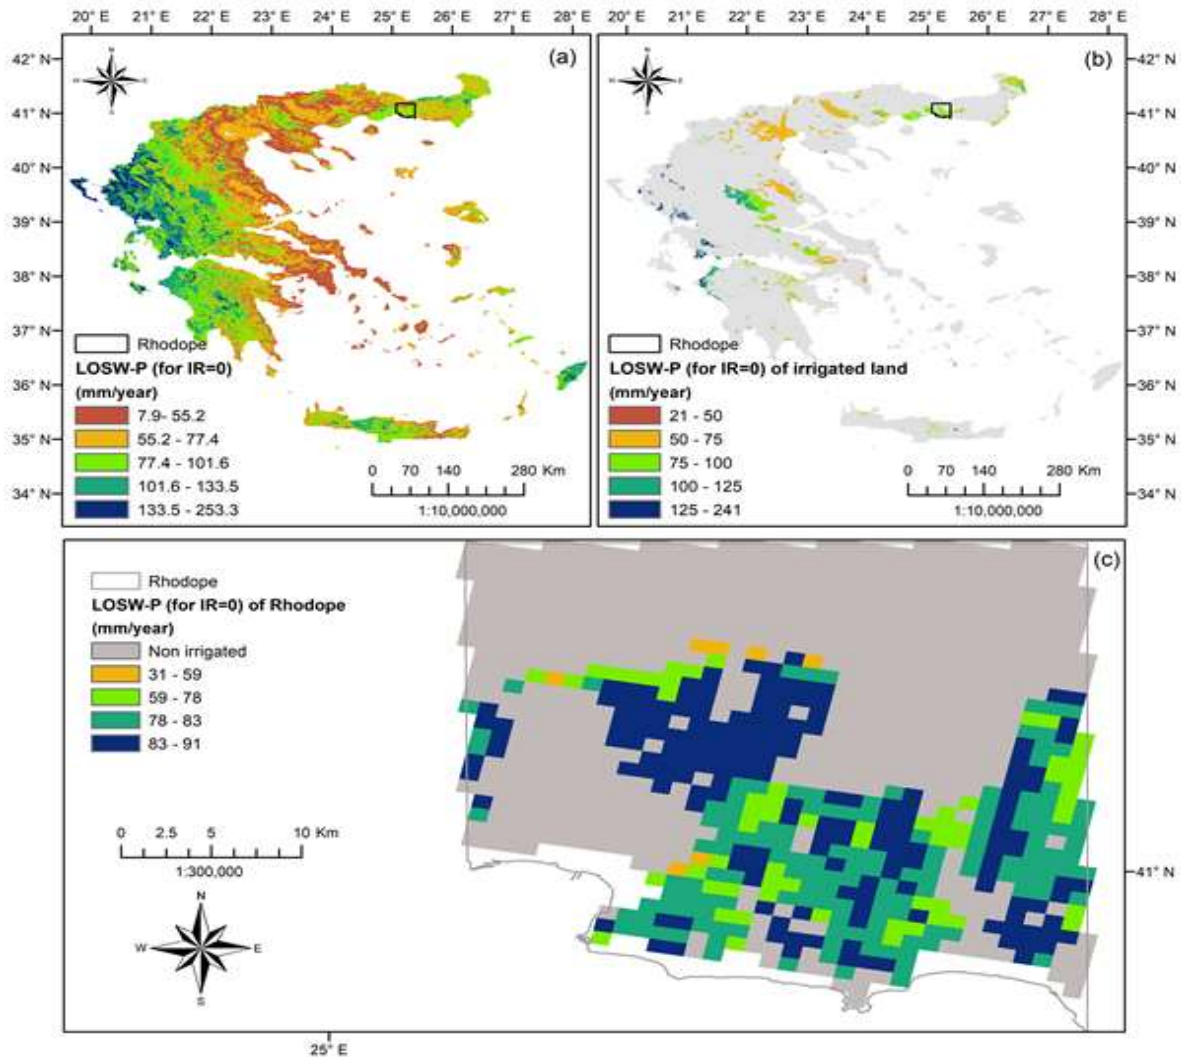 20° E 21° E 22° E 23° E 24° E 25° E 26° E 27° E 28° E
20° E 21° E 22° E 23° E 24° E 25° E 26° E 27° E 28° E
(a)
42° N
41° N
40° N
39° N
38° N
37° N
36° N
35° N
34° N
N
W E
S
Rhodope
LOSW-P (for IR=0)
(mm/year)
7.9- 55.2
55.2 - 77.4
77.4 - 101.6
101.6 - 133.5
133.5 - 253.3
0 70 140 280 Km
1:10,000,000
(b)
42° N
41° N
40° N
39° N
38° N
37° N
36° N
35° N
34° N
N
W E
S
Rhodope
LOSW-P (for IR=0) of irrigated land
(mm/year)
21 - 50
50 - 75
75 - 100
100 - 125
125 - 241
0 70 140 280 Km
1:10,000,000
(c)
Rhodope
LOSW-P (for IR=0) of Rhodope
(mm/year)
Non irrigated
31 - 59
59 - 78
78 - 83
83 - 91
0 2.5 5 10 Km
1:300,000
N
W E
S
41° N
25° E